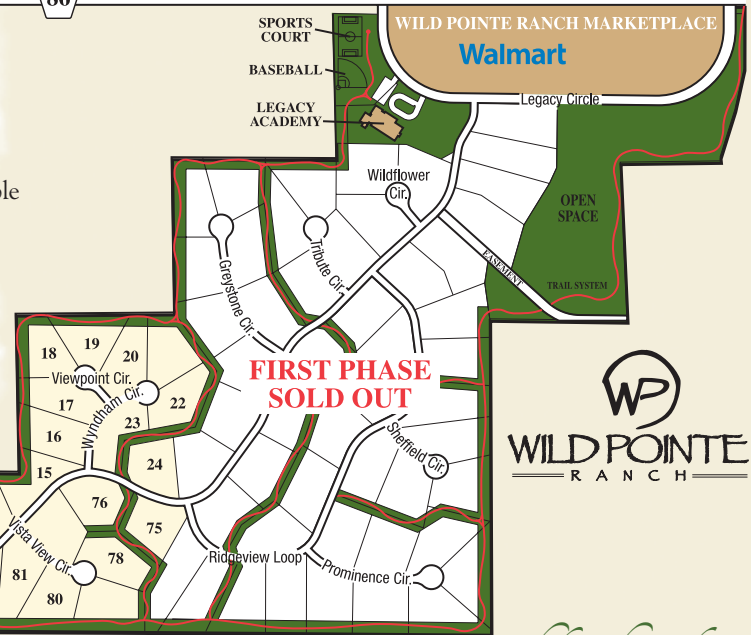 86
SPORTS
COURT
WILD POINTE RANCH MARKETPLACE
Walmart
BASEBALL
LEGACY
ACADEMY
Legacy Circle
Wildflower
Cir.
ple
OPEN
SPACE
Tribute Cir.
Greystone Cir.
EASEMENT
TRAIL SYSTEM
18
19
20
Viewpoint Cir.
FIRST PHASE
SOLD OUT
17
Wyndham Cir.
22
23
16
Sheffield Cir.
WP
WILD POINTE
RANCH
15
24
76
75
Vista View Cir.
78
Ridgeview Loop
Prominence Cir.
81
80